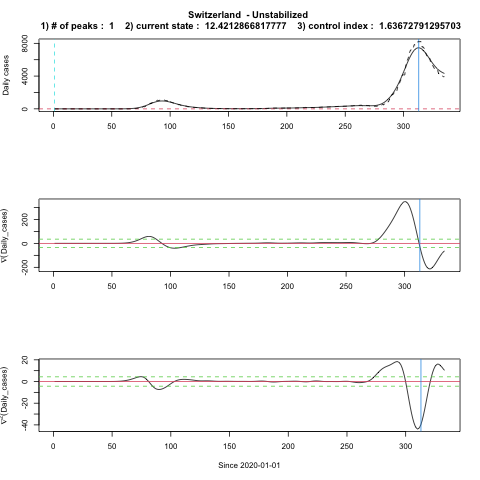 Switzerland - Unstabilized
1) # of peaks : 1 2) current state : 12.4212866817777 3) control index : 1.63672791295703
Daily cases
8000
4000
0
0 50 100 150 200 250 300
∇(Daily_cases)
200
0
-200
0 50 100 150 200 250 300
∇²(Daily_cases)
20
0
-20
-40
0 50 100 150 200 250 300
Since 2020-01-01